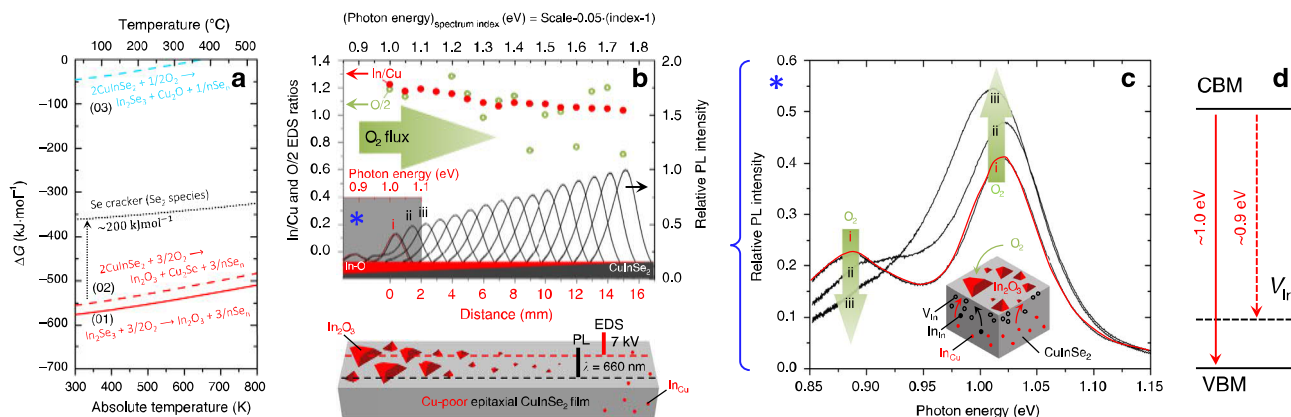 Temperature (°C)
100 200 300 400 500
0
−100
−200
−300
−400
−500
−600
−700
ΔG (kJ·mol⁻¹)
a
2CuInSe₂ + 1/2O₂ →
In₂Se₃ + Cu₂O + 1/nSeₙ
(03)
Se cracker (Se₂ species)
~200 kJmol⁻¹
2CuInSe₂ + 3/2O₂ →
In₂O₃ + Cu₂Se + 3/nSeₙ
(02)
(01)
In₂Se₃ + 3/2O₂ → In₂O₃ + 3/nSeₙ
300 400 500 600 700 800
Absolute temperature (K)
(Photon energy)spectrum index (eV) = Scale-0.05·(index-1)
0.9 1.0 1.1 1.2 1.3 1.4 1.5 1.6 1.7 1.8
1.4
1.2
1.0
0.8
0.6
0.4
0.2
0.0
In/Cu and O/2 EDS ratios
b
In/Cu
O/2
O₂ flux
Photon energy (eV)
0.9 1.0 1.1
*
i
ii
iii
In-O
CuInSe₂
2.0
1.5
1.0
0.5
0.0
Relative PL intensity
0 2 4 6 8 10 12 14 16
Distance (mm)
In₂O₃
EDS
7 kV
PL
λ = 660 nm
InCu
Cu-poor epitaxial CuInSe₂ film
*
0.6
0.5
0.4
0.3
0.2
0.1
0.0
Relative PL intensity
c
iii
ii
i
O₂
O₂
i
ii
iii
O₂
In₂O₃
VIn
InIn
InCu
CuInSe₂
0.85 0.90 0.95 1.00 1.05 1.10 1.15
Photon energy (eV)
d
CBM
~1.0 eV
~0.9 eV
VIn
VBM